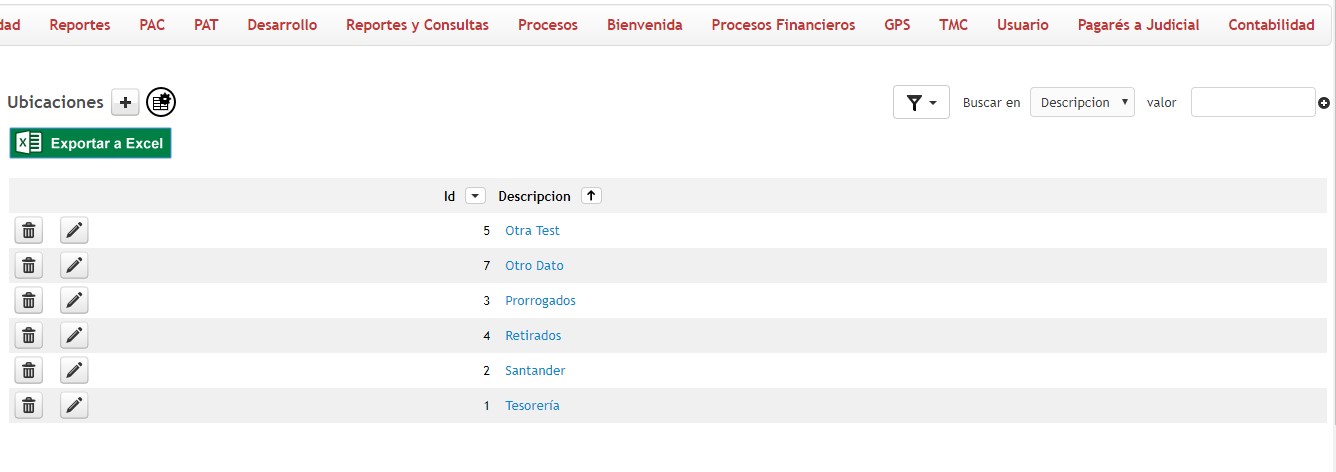 dad Reportes PAC PAT Desarrollo Reportes y Consultas Procesos Bienvenida Procesos Financieros GPS TMC Usuario Pagarés a Judicial Contabilidad
Ubicaciones Buscar en Descripcion valor
Exportar a Excel
Id Descripcion
5 Otra Test
7 Otro Dato
3 Prorrogados
4 Retirados
2 Santander
1 Tesorería